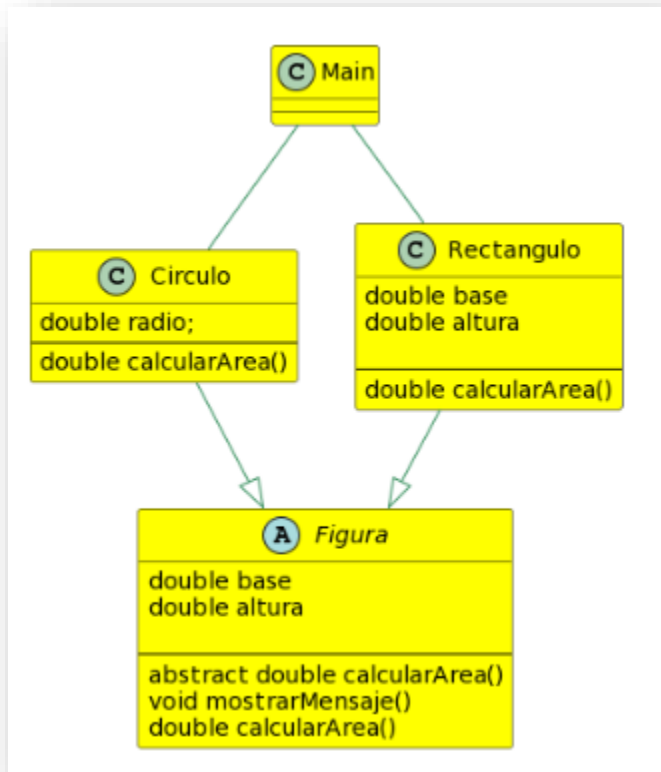 C Main
C Circulo
double radio;
double calcularArea()
C Rectangulo
double base
double altura
double calcularArea()
A Figura
double base
double altura
abstract double calcularArea()
void mostrarMensaje()
double calcularArea()